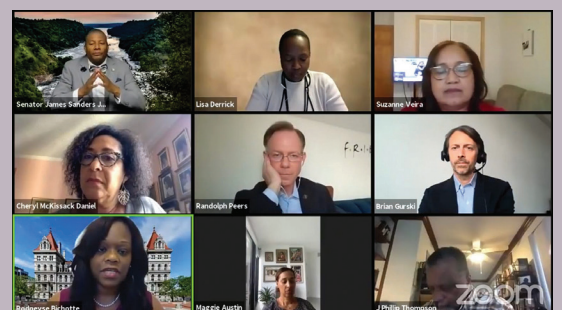 Senator James Sanders J...
Lisa Derrick
Suzanne Veira
Cheryl McKissack Daniel
Randolph Peers
Brian Gurski
Rodneyse Bichotte
Maggie Austin
J Philip Thompson
zoom